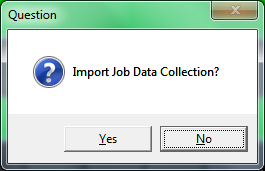 Question
Import Job Data Collection?
Yes
No